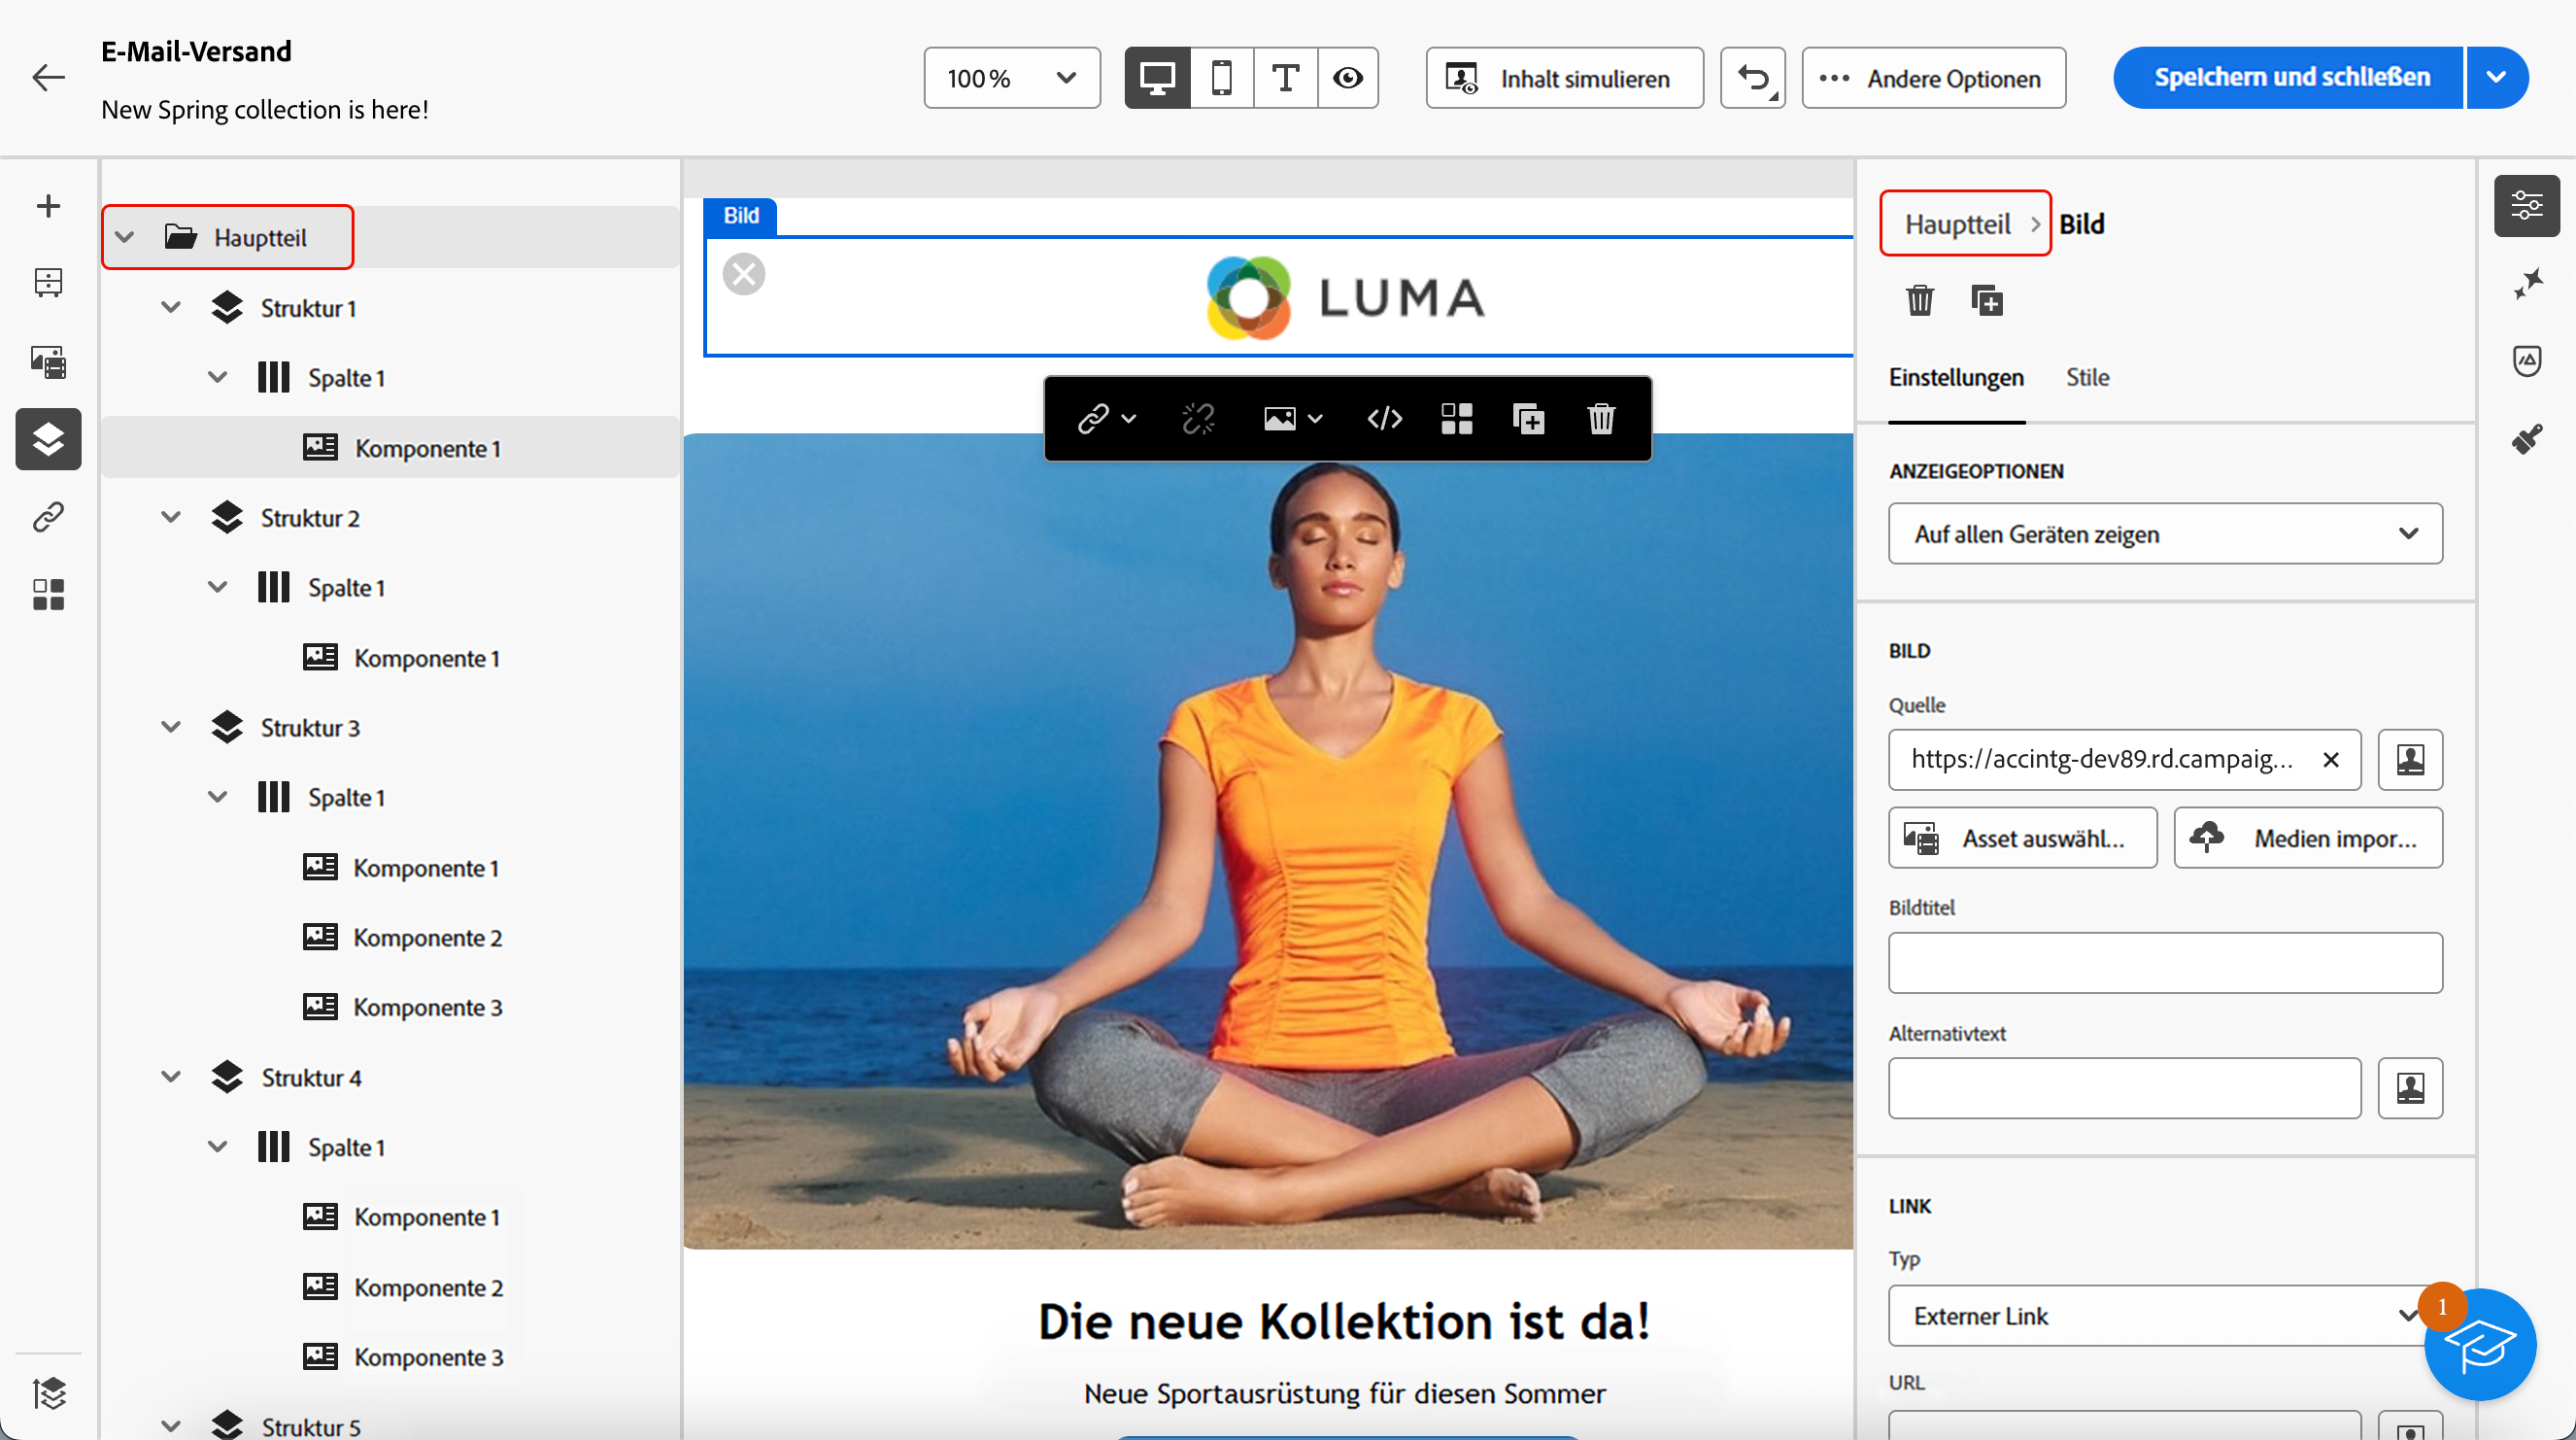 E-Mail-Versand
New Spring collection is here!
100 %
Inhalt simulieren
Andere Optionen
Speichern und schließen
Hauptteil
Struktur 1
Spalte 1
Komponente 1
Struktur 2
Spalte 1
Komponente 1
Struktur 3
Spalte 1
Komponente 1
Komponente 2
Komponente 3
Struktur 4
Spalte 1
Komponente 1
Komponente 2
Komponente 3
Struktur 5
Bild
LUMA
Die neue Kollektion ist da!
Neue Sportausrüstung für diesen Sommer
Hauptteil > Bild
Einstellungen Stile
ANZEIGEOPTIONEN
Auf allen Geräten zeigen
BILD
Quelle
https://accintg-dev89.rd.campaig...
Asset auswähl... Medien impor...
Bildtitel
Alternativtext
LINK
Typ
Externer Link
1
URL